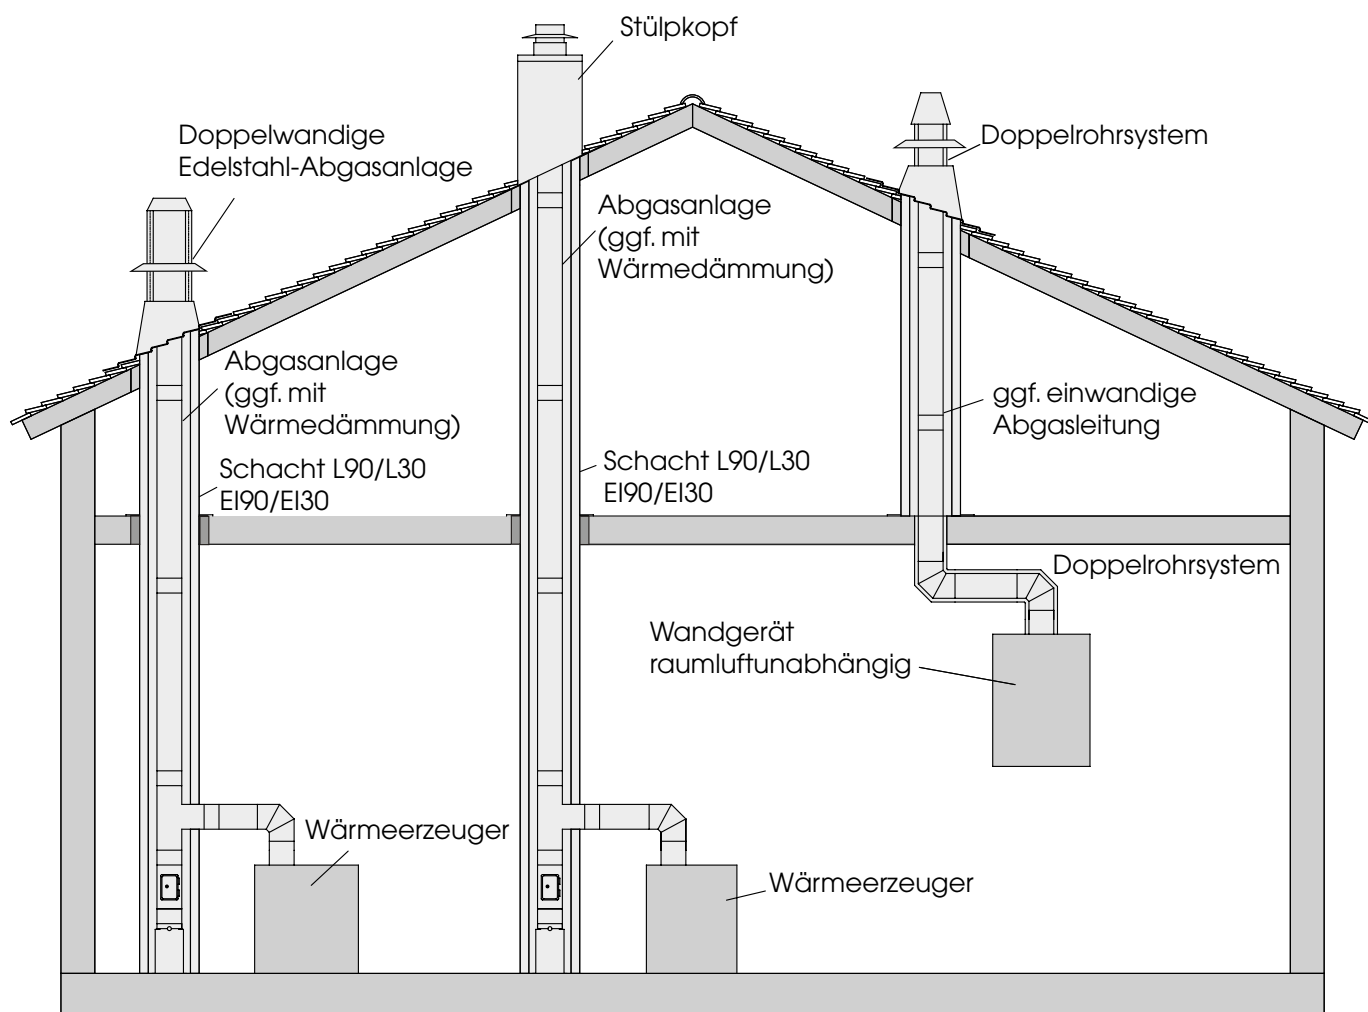 Stülpkopf
Doppelwandige
Edelstahl-Abgasanlage
Doppelrohrsystem
Abgasanlage
(ggf. mit
Wärmedämmung)
Abgasanlage
(ggf. mit
Wärmedämmung)
ggf. einwandige
Abgasleitung
Schacht L90/L30
EI90/EI30
Schacht L90/L30
EI90/EI30
Doppelrohrsystem
Wandgerät
raumluftunabhängig
Wärmeerzeuger
Wärmeerzeuger